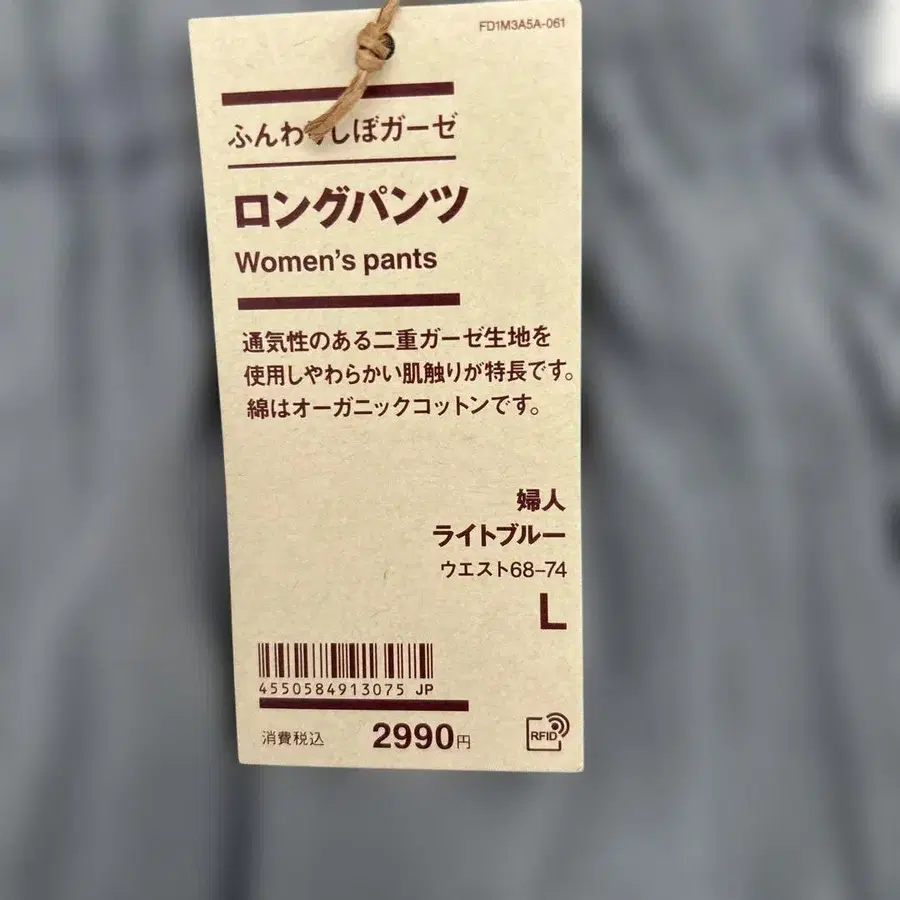 FD1M3A5A-061
ふんわりしぼガーゼ
ロングパンツ
Women's pants
通気性のある二重ガーゼ生地を
使用しやわらかい肌触りが特長です。
綿はオーガニックコットンです。
婦人
ライトブルー
ウエスト68–74
L
4550584913075 JP
消費税込 2990円
RFID